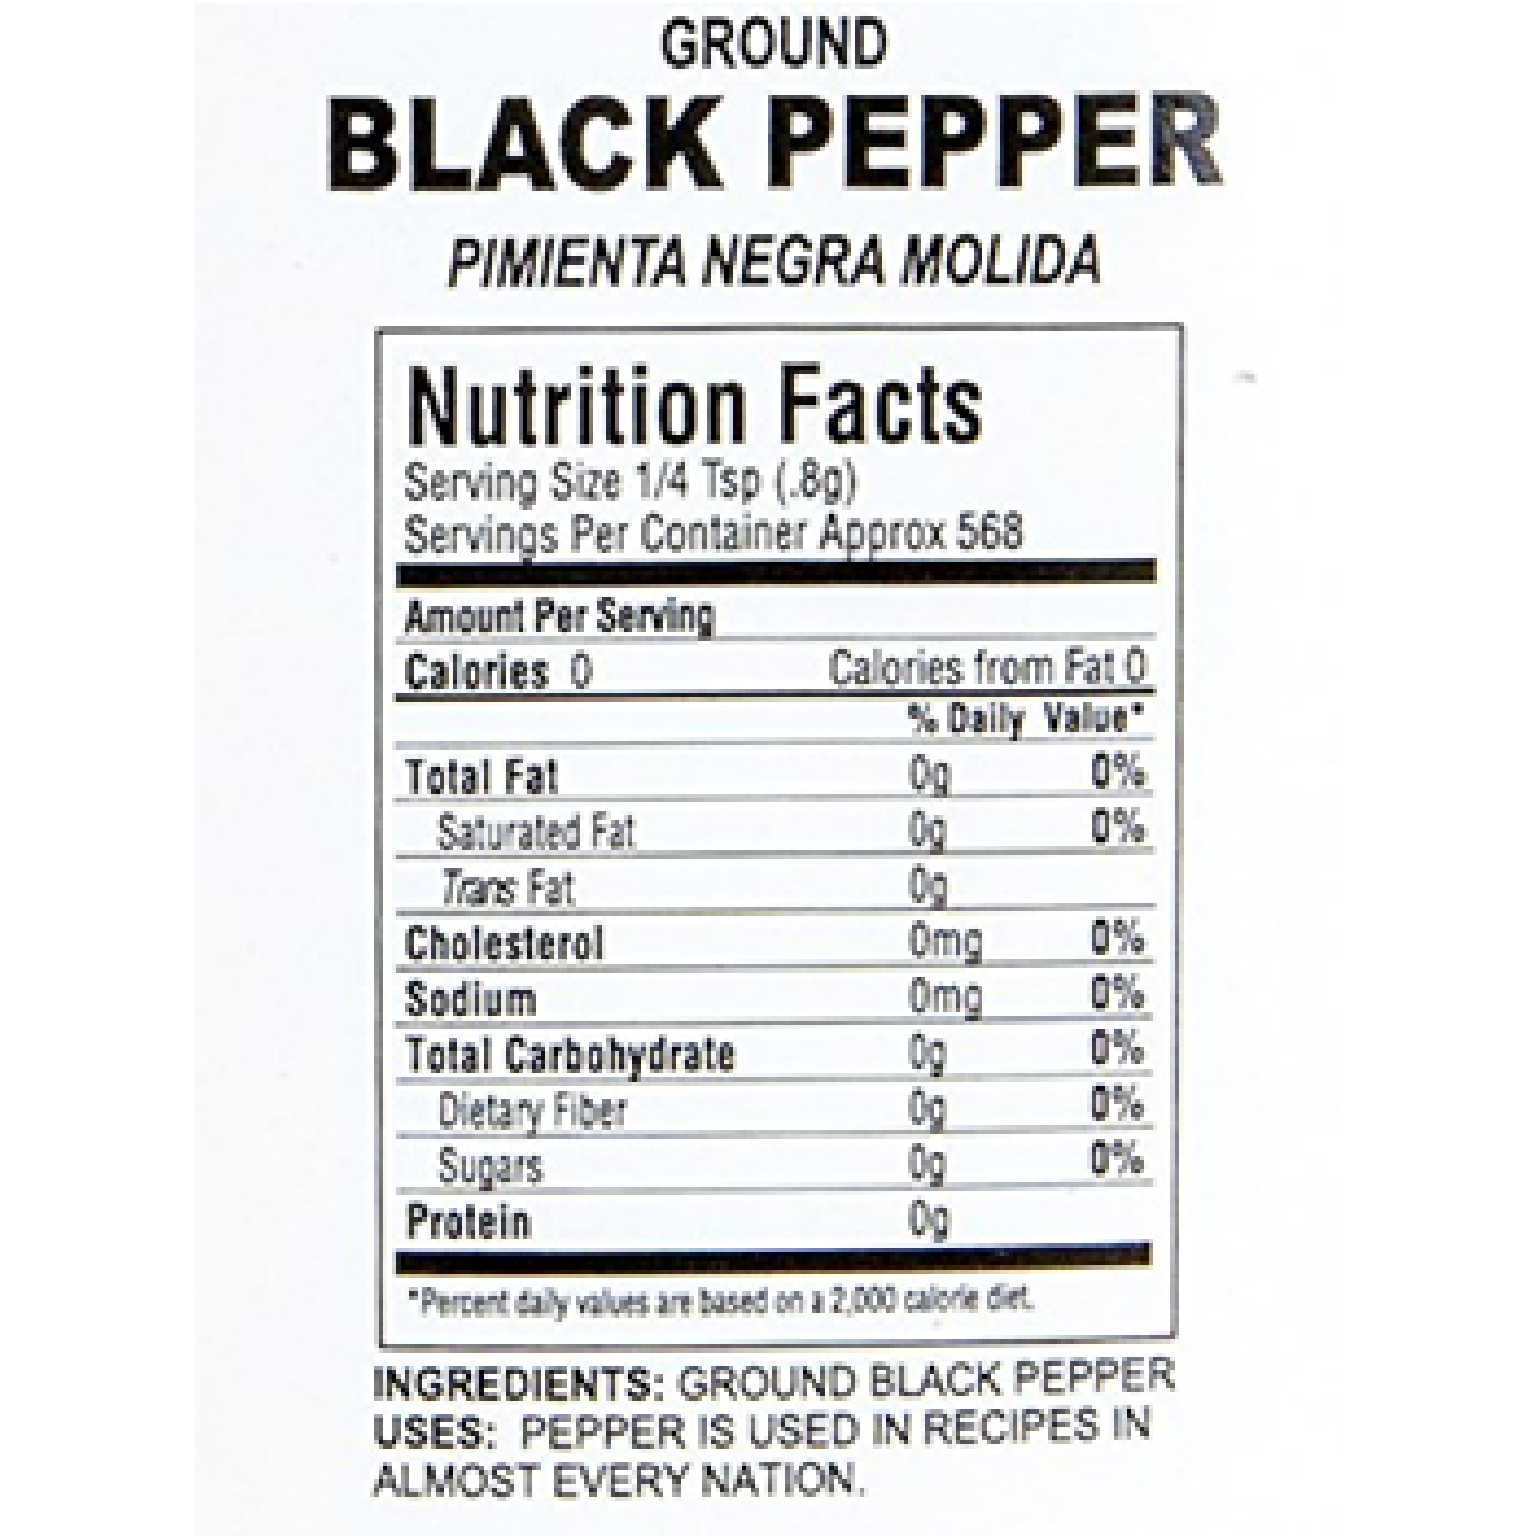 GROUND
BLACK PEPPER
PIMIENTA NEGRA MOLIDA
Nutrition Facts
Serving Size 1/4 Tsp (.8g)
Servings Per Container Approx 568
Amount Per Serving
Calories 0 Calories from Fat 0
% Daily Value*
Total Fat 0g 0%
Saturated Fat 0g 0%
Trans Fat 0g
Cholesterol 0mg 0%
Sodium 0mg 0%
Total Carbohydrate 0g 0%
Dietary Fiber 0g 0%
Sugars 0g 0%
Protein 0g
*Percent daily values are based on a 2,000 calorie diet.
INGREDIENTS: GROUND BLACK PEPPER
USES: PEPPER IS USED IN RECIPES IN
ALMOST EVERY NATION.